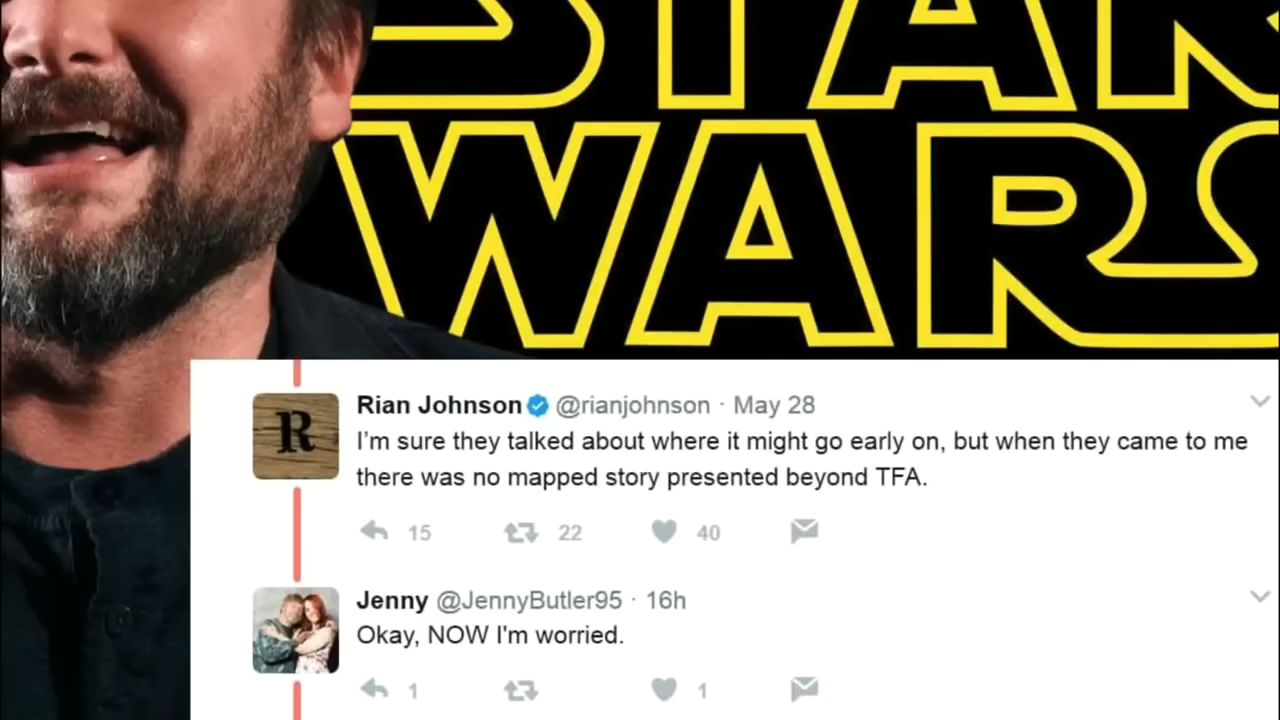 STAR
WARS
Rian Johnson @rianjohnson · May 28
I'm sure they talked about where it might go early on, but when they came to me
there was no mapped story presented beyond TFA.
15 22 40
R
Jenny @JennyButler95 · 16h
Okay, NOW I'm worried.
1 1